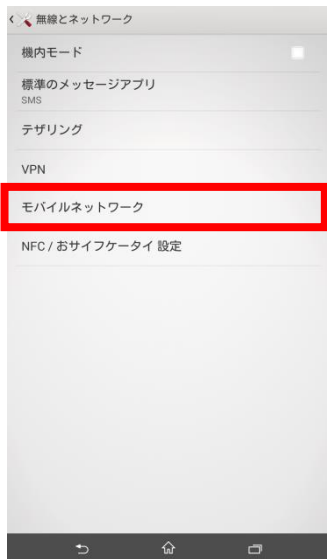 無線とネットワーク
機内モード
標準のメッセージアプリ
SMS
テザリング
VPN
モバイルネットワーク
NFC / おサイフケータイ 設定